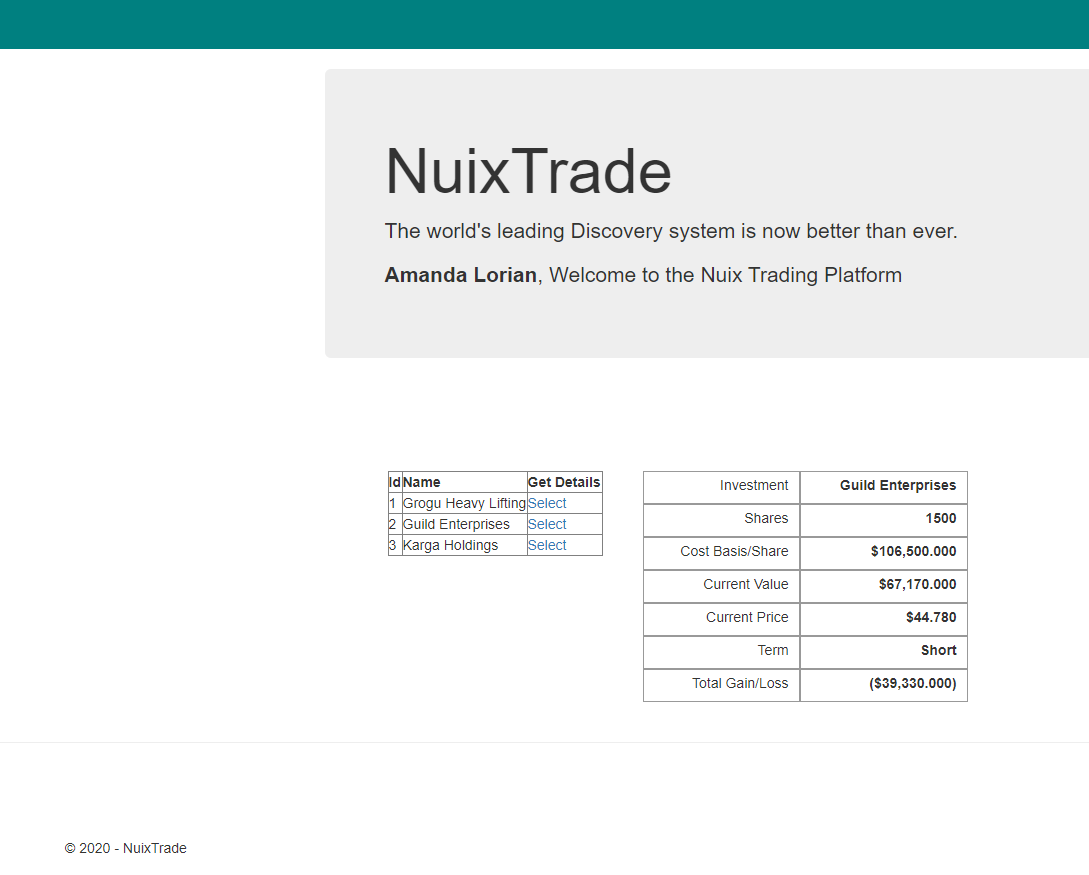 NuixTrade
The world's leading Discovery system is now better than ever.
Amanda Lorian, Welcome to the Nuix Trading Platform
Id Name Get Details
1 Grogu Heavy Lifting Select
2 Guild Enterprises Select
3 Karga Holdings Select
Investment Guild Enterprises
Shares 1500
Cost Basis/Share $106,500.000
Current Value $67,170.000
Current Price $44.780
Term Short
Total Gain/Loss ($39,330.000)
© 2020 - NuixTrade